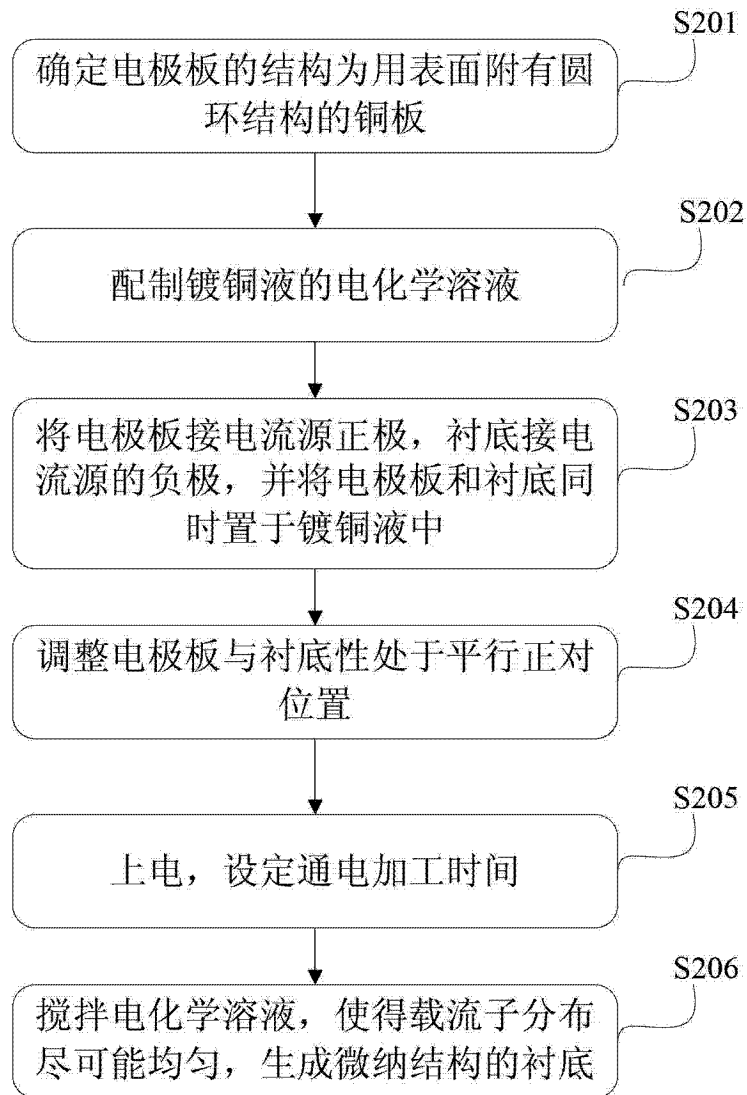 S201
确定电极板的结构为用表面附有圆
环结构的铜板
S202
配制镀铜液的电化学溶液
S203
将电极板接电流源正极，衬底接电
流源的负极，并将电极板和衬底同
时置于镀铜液中
S204
调整电极板与衬底性处于平行正对
位置
S205
上电，设定通电加工时间
S206
搅拌电化学溶液，使得载流子分布
尽可能均匀，生成微纳结构的衬底